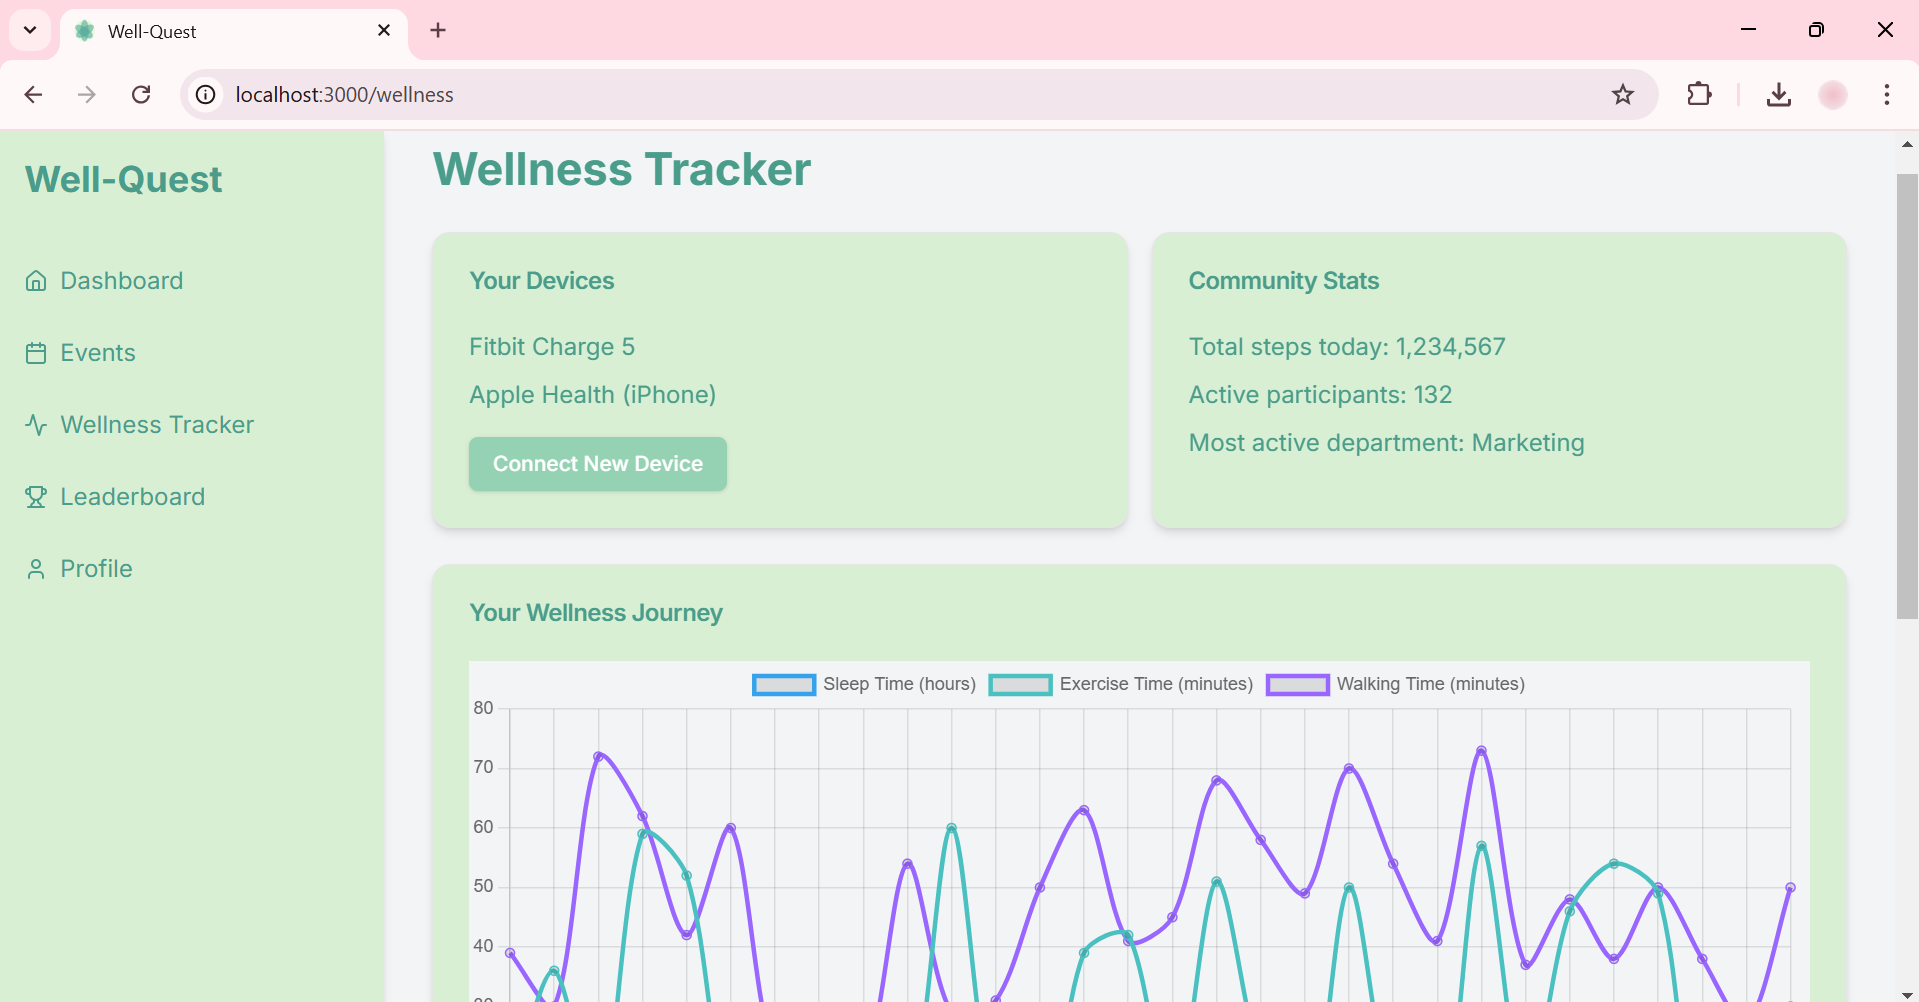 Well-Quest
localhost:3000/wellness
Well-Quest
Dashboard
Events
Wellness Tracker
Leaderboard
Profile
Wellness Tracker
Your Devices
Fitbit Charge 5
Apple Health (iPhone)
Connect New Device
Community Stats
Total steps today: 1,234,567
Active participants: 132
Most active department: Marketing
Your Wellness Journey
Sleep Time (hours) Exercise Time (minutes) Walking Time (minutes)
80
70
60
50
40